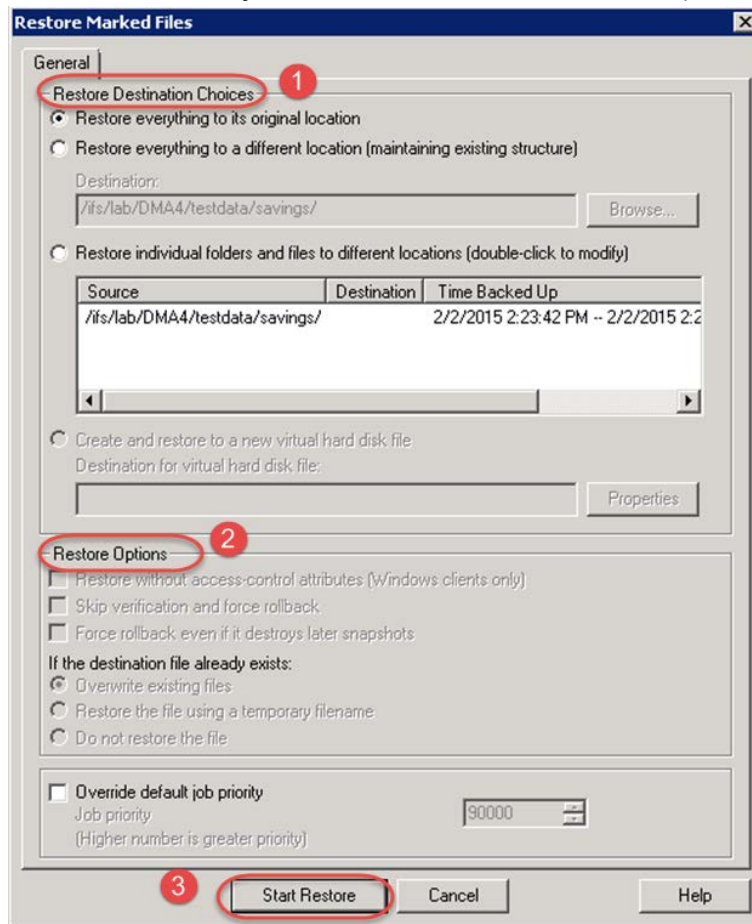 Restore Marked Files
General
1
Restore Destination Choices
Restore everything to its original location
Restore everything to a different location (maintaining existing structure)
Destination:
/ifs/lab/DMA4/testdata/savings/ Browse...
Restore individual folders and files to different locations (double-click to modify)
Source Destination Time Backed Up
/ifs/lab/DMA4/testdata/savings/ 2/2/2015 2:23:42 PM -- 2/2/2015 2:2
Create and restore to a new virtual hard disk file
Destination for virtual hard disk file:
Properties
2
Restore Options
Restore without access-control attributes (Windows clients only)
Skip verification and force rollback
Force rollback even if it destroys later snapshots
If the destination file already exists:
Overwrite existing files
Restore the file using a temporary filename
Do not restore the file
Override default job priority
Job priority 90000
(Higher number is greater priority)
3 Start Restore Cancel Help